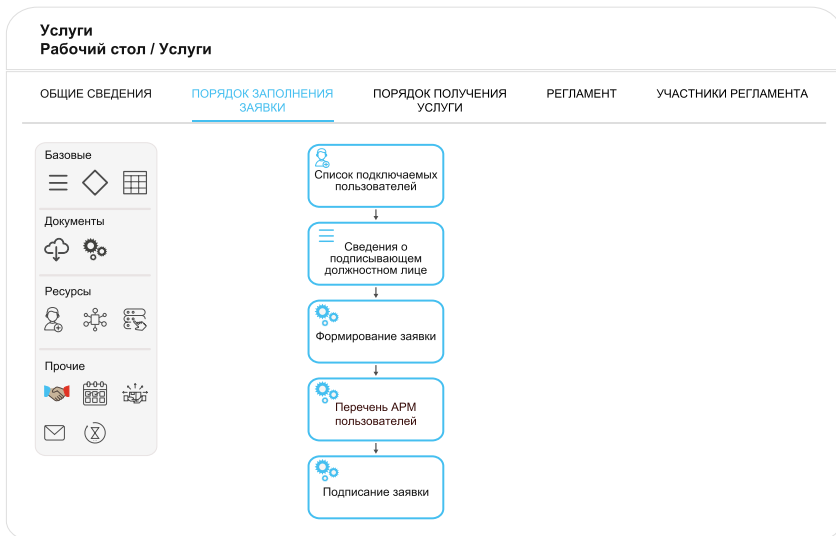 Услуги
Рабочий стол / Услуги
ОБЩИЕ СВЕДЕНИЯ
ПОРЯДОК ЗАПОЛНЕНИЯ
ЗАЯВКИ
ПОРЯДОК ПОЛУЧЕНИЯ
УСЛУГИ
РЕГЛАМЕНТ
УЧАСТНИКИ РЕГЛАМЕНТА
Базовые
Документы
Ресурсы
Прочие
Список подключаемых
пользователей
Сведения о
подписывающем
должностном лице
Формирование заявки
Перечень АРМ
пользователей
Подписание заявки